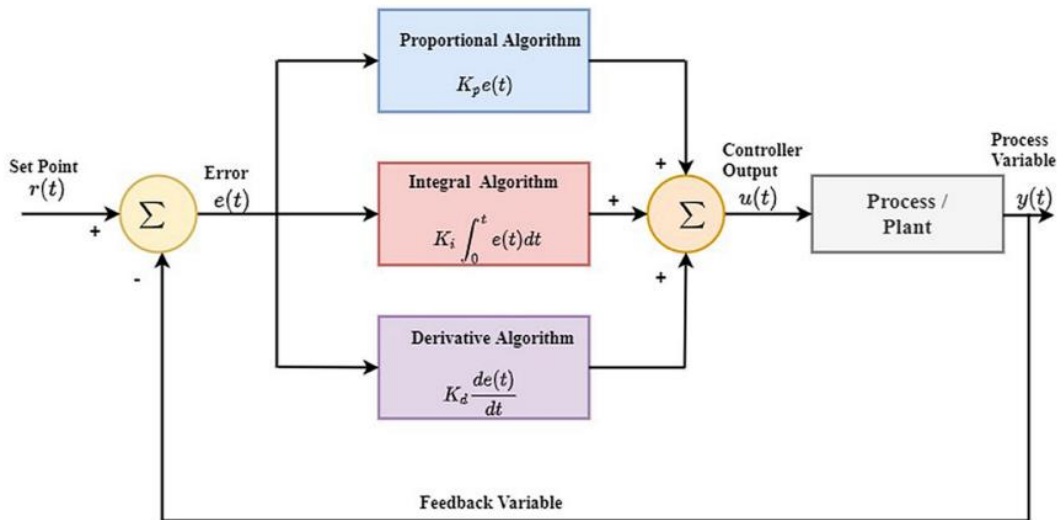 Proportional Algorithm
K_p e(t)
Set Point
r(t)
+
-
Σ
Error
e(t)
Integral Algorithm
K_i ∫_0^t e(t)dt
Derivative Algorithm
K_d de(t)/dt
+
+
+
Σ
Controller
Output
u(t)
Process /
Plant
Process
Variable
y(t)
Feedback Variable